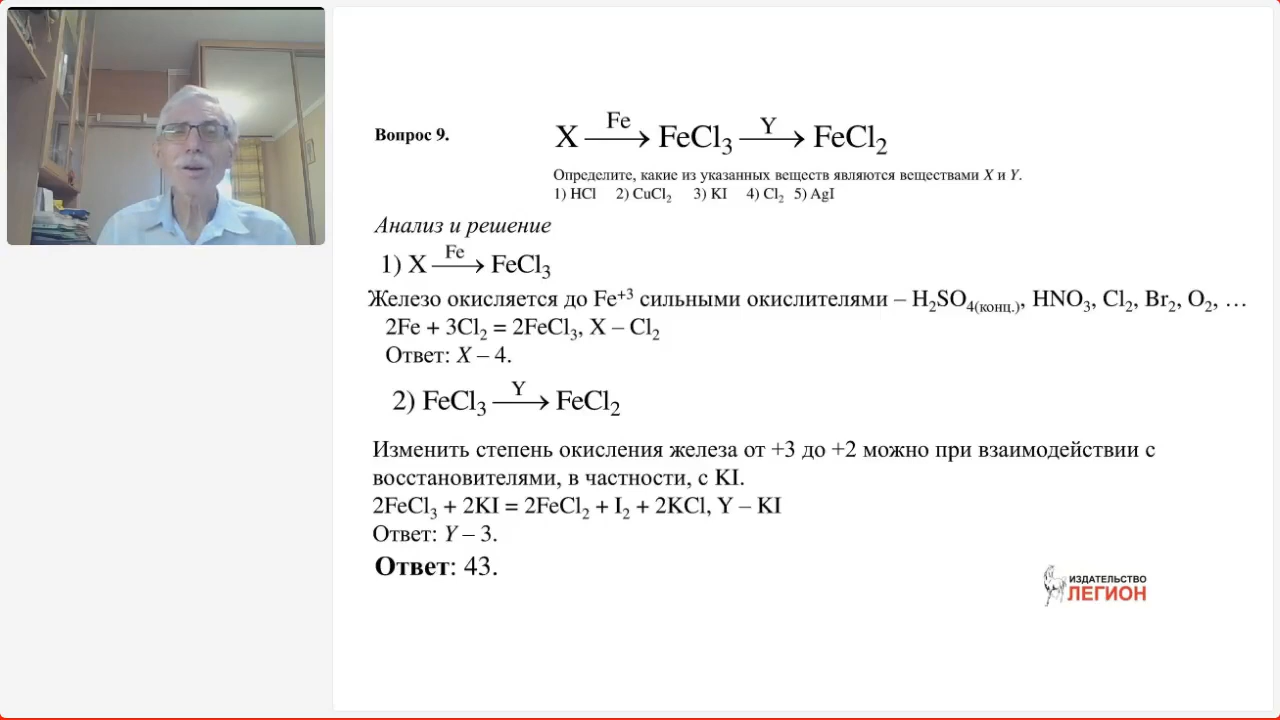 Вопрос 9.
X —Fe→ FeCl₃ —Y→ FeCl₂
Определите, какие из указанных веществ являются веществами X и Y.
1) HCl 2) CuCl₂ 3) KI 4) Cl₂ 5) AgI
Анализ и решение
1) X —Fe→ FeCl₃
Железо окисляется до Fe⁺³ сильными окислителями – H₂SO₄(конц.), HNO₃, Cl₂, Br₂, O₂, …
2Fe + 3Cl₂ = 2FeCl₃, X – Cl₂
Ответ: X – 4.
2) FeCl₃ —Y→ FeCl₂
Изменить степень окисления железа от +3 до +2 можно при взаимодействии с
восстановителями, в частности, с KI.
2FeCl₃ + 2KI = 2FeCl₂ + I₂ + 2KCl, Y – KI
Ответ: Y – 3.
Ответ: 43.
ИЗДАТЕЛЬСТВО
ЛЕГИОН